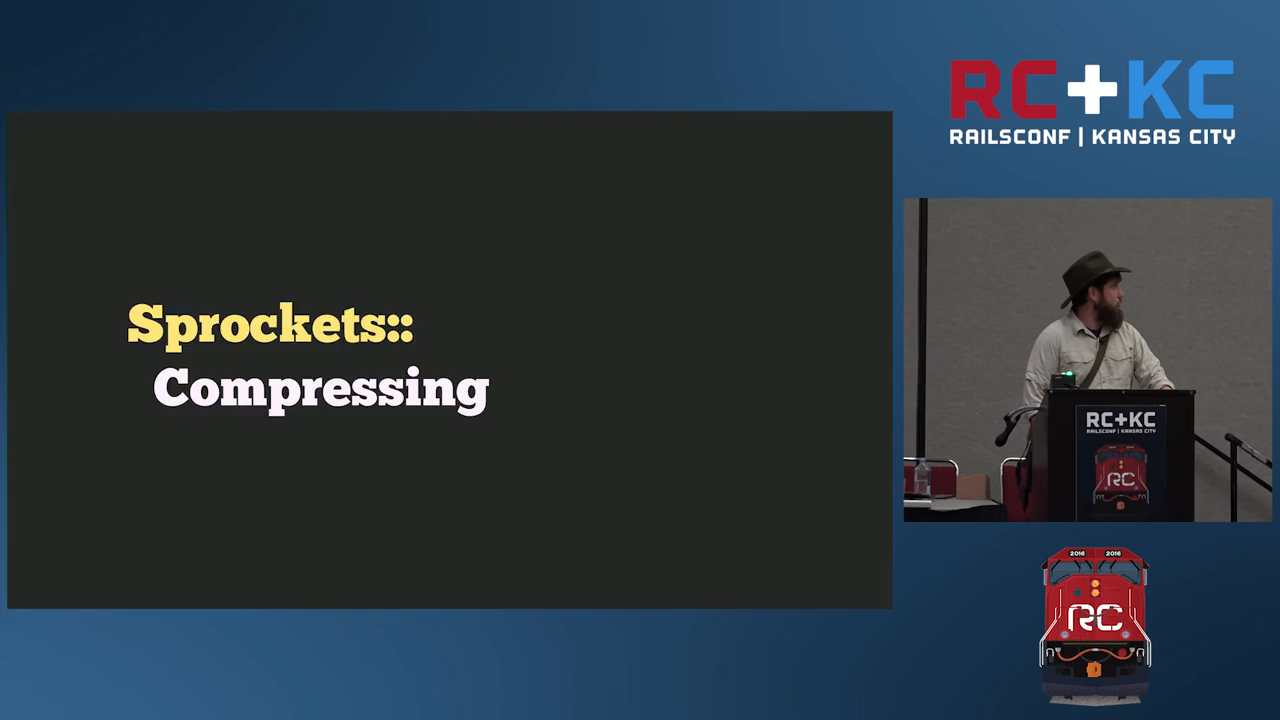 Sprockets::
Compressing
RC+KC
RAILSCONF | KANSAS CITY
RC+KC
RAILSCONF | KANSAS CITY
RC
2016 2016
RC